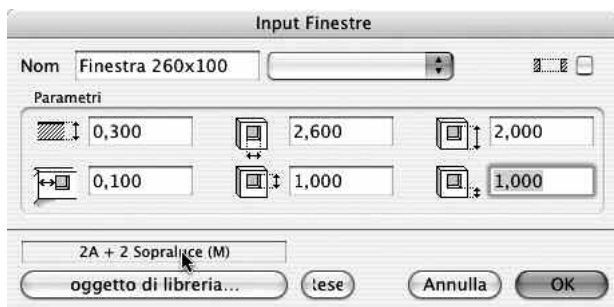 Input Finestre
Nom Finestra 260x100
Parametri
0,300 2,600 2,000
0,100 1,000 1,000
2A + 2 Sopraluce (M)
oggetto di libreria... Annulla OK